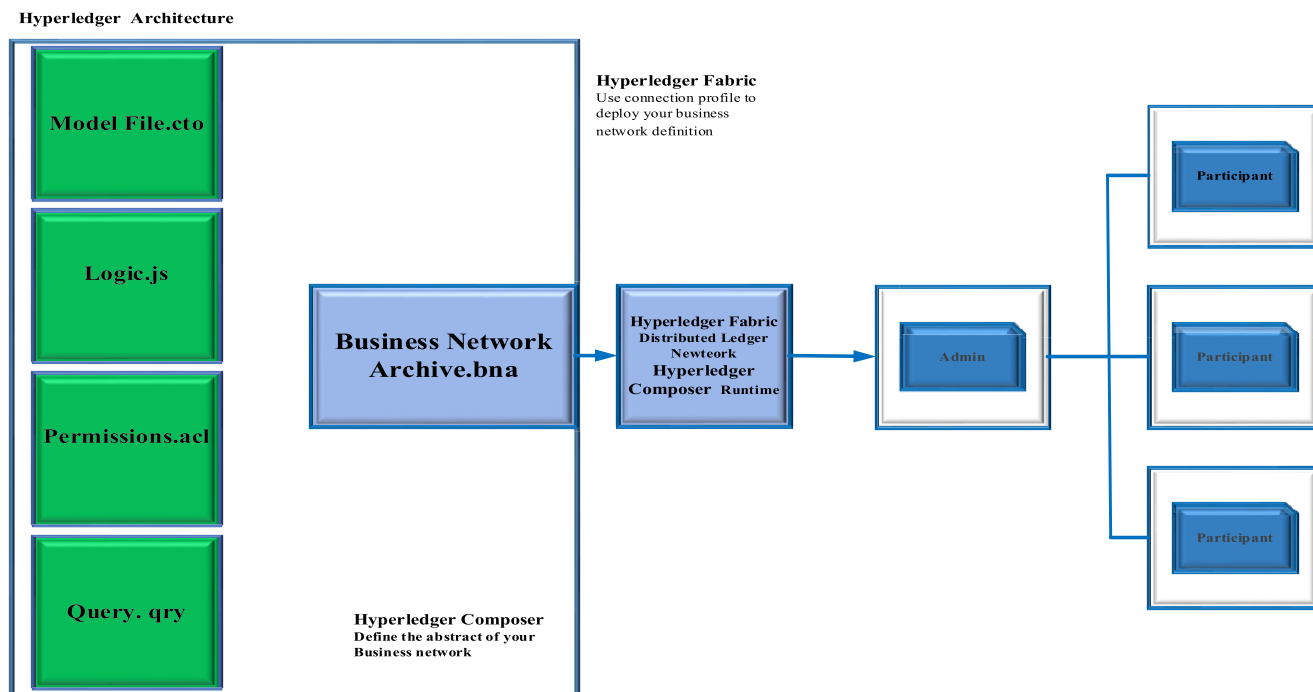 Hyperledger Architecture
Model File.cto
Logic.js
Permissions.acl
Query. qry
Business Network
Archive.bna
Hyperledger Composer
Define the abstract of your
Business network
Hyperledger Fabric
Use connection profile to
deploy your business
network definition
Hyperledger Fabric
Distributed Ledger
Newteork
Hyperledger
Composer Runtime
Admin
Participant
Participant
Participant